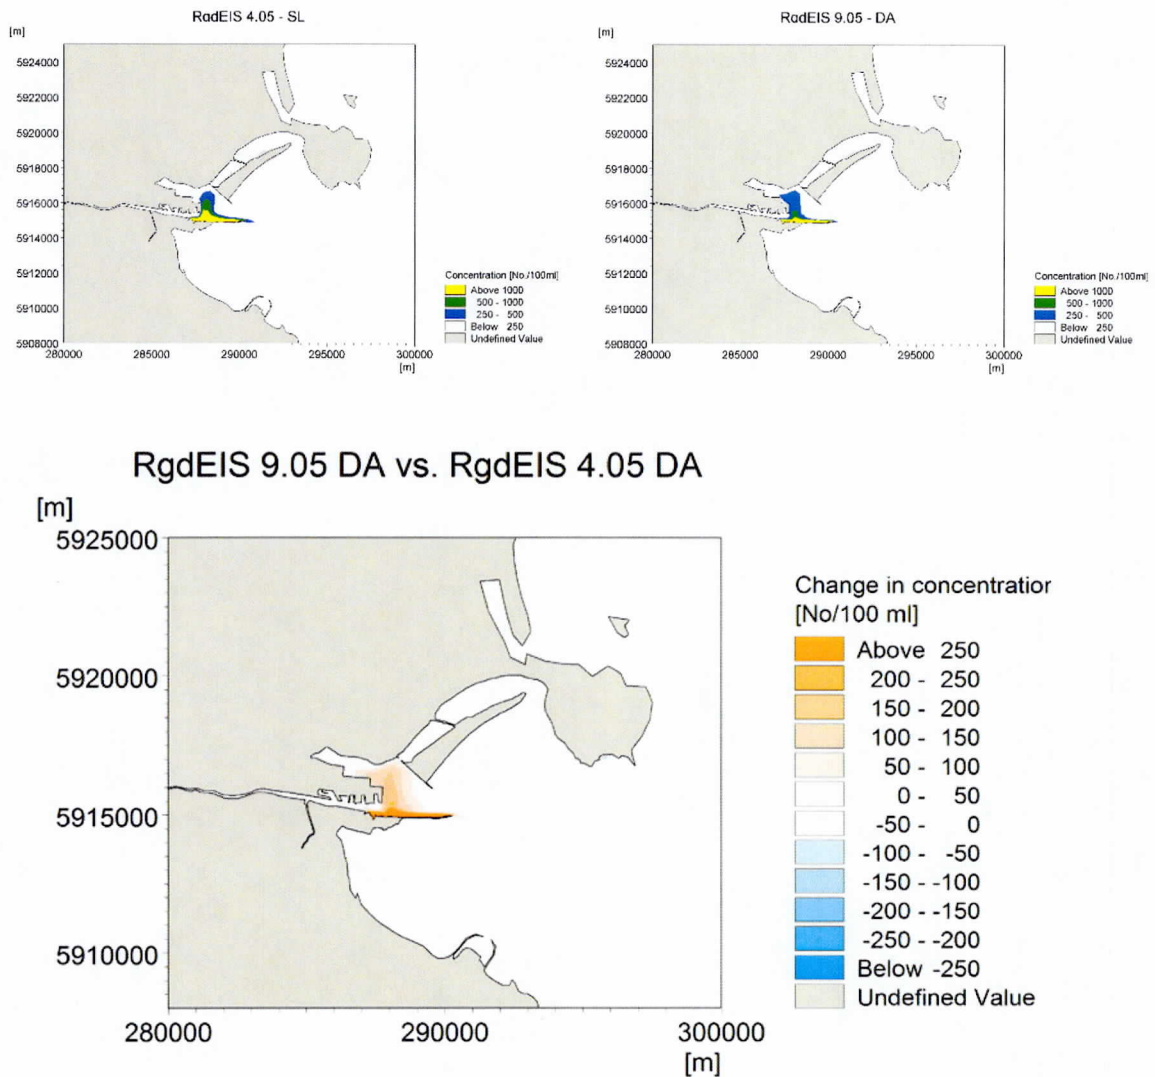 RgdEIS 4.05 - SL
[m]
5924000
5922000
5920000
5918000
5916000
5914000
5912000
5910000
5908000
280000 285000 290000 295000 300000
[m]
Concentration [No./100ml]
Above 1000
500 - 1000
250 - 500
Below 250
Undefined Value
RgdEIS 9.05 - DA
[m]
5924000
5922000
5920000
5918000
5916000
5914000
5912000
5910000
5908000
280000 285000 290000 295000 300000
[m]
Concentration [No./100ml]
Above 1000
500 - 1000
250 - 500
Below 250
Undefined Value
RgdEIS 9.05 DA vs. RgdEIS 4.05 DA
[m]
5925000
5920000
5915000
5910000
280000 290000 300000
[m]
Change in concentratior
[No/100 ml]
Above 250
200 - 250
150 - 200
100 - 150
50 - 100
0 - 50
-50 - 0
-100 - -50
-150 - -100
-200 - -150
-250 - -200
Below -250
Undefined Value